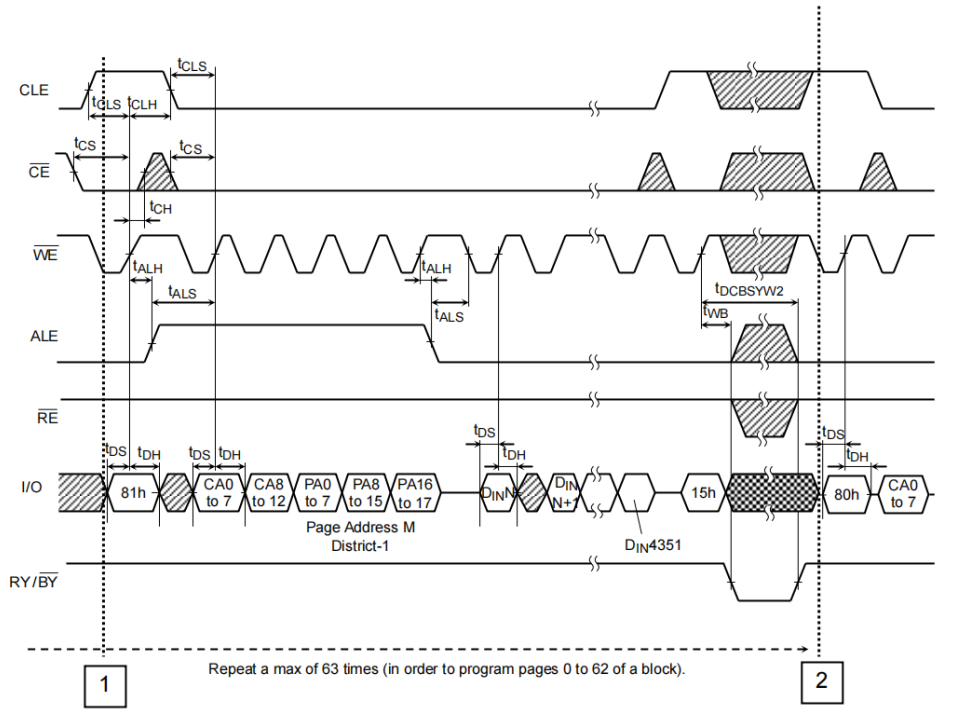 CLE
tCLS
tCLS tCLH
CE
tCS
tCS
tCH
WE
tALH
tALS
tALH
tALS
tDCBSYW2
tWB
ALE
RE
I/O
tDS
tDH
tDS
tDH
tDS
tDH
tDS
tDH
81h
CA0
to 7
CA8
to 12
PA0
to 7
PA8
to 15
PA16
to 17
DINN
DIN
N+1
15h
80h
CA0
to 7
Page Address M
District-1
DIN4351
RY/BY
Repeat a max of 63 times (in order to program pages 0 to 62 of a block).
1
2